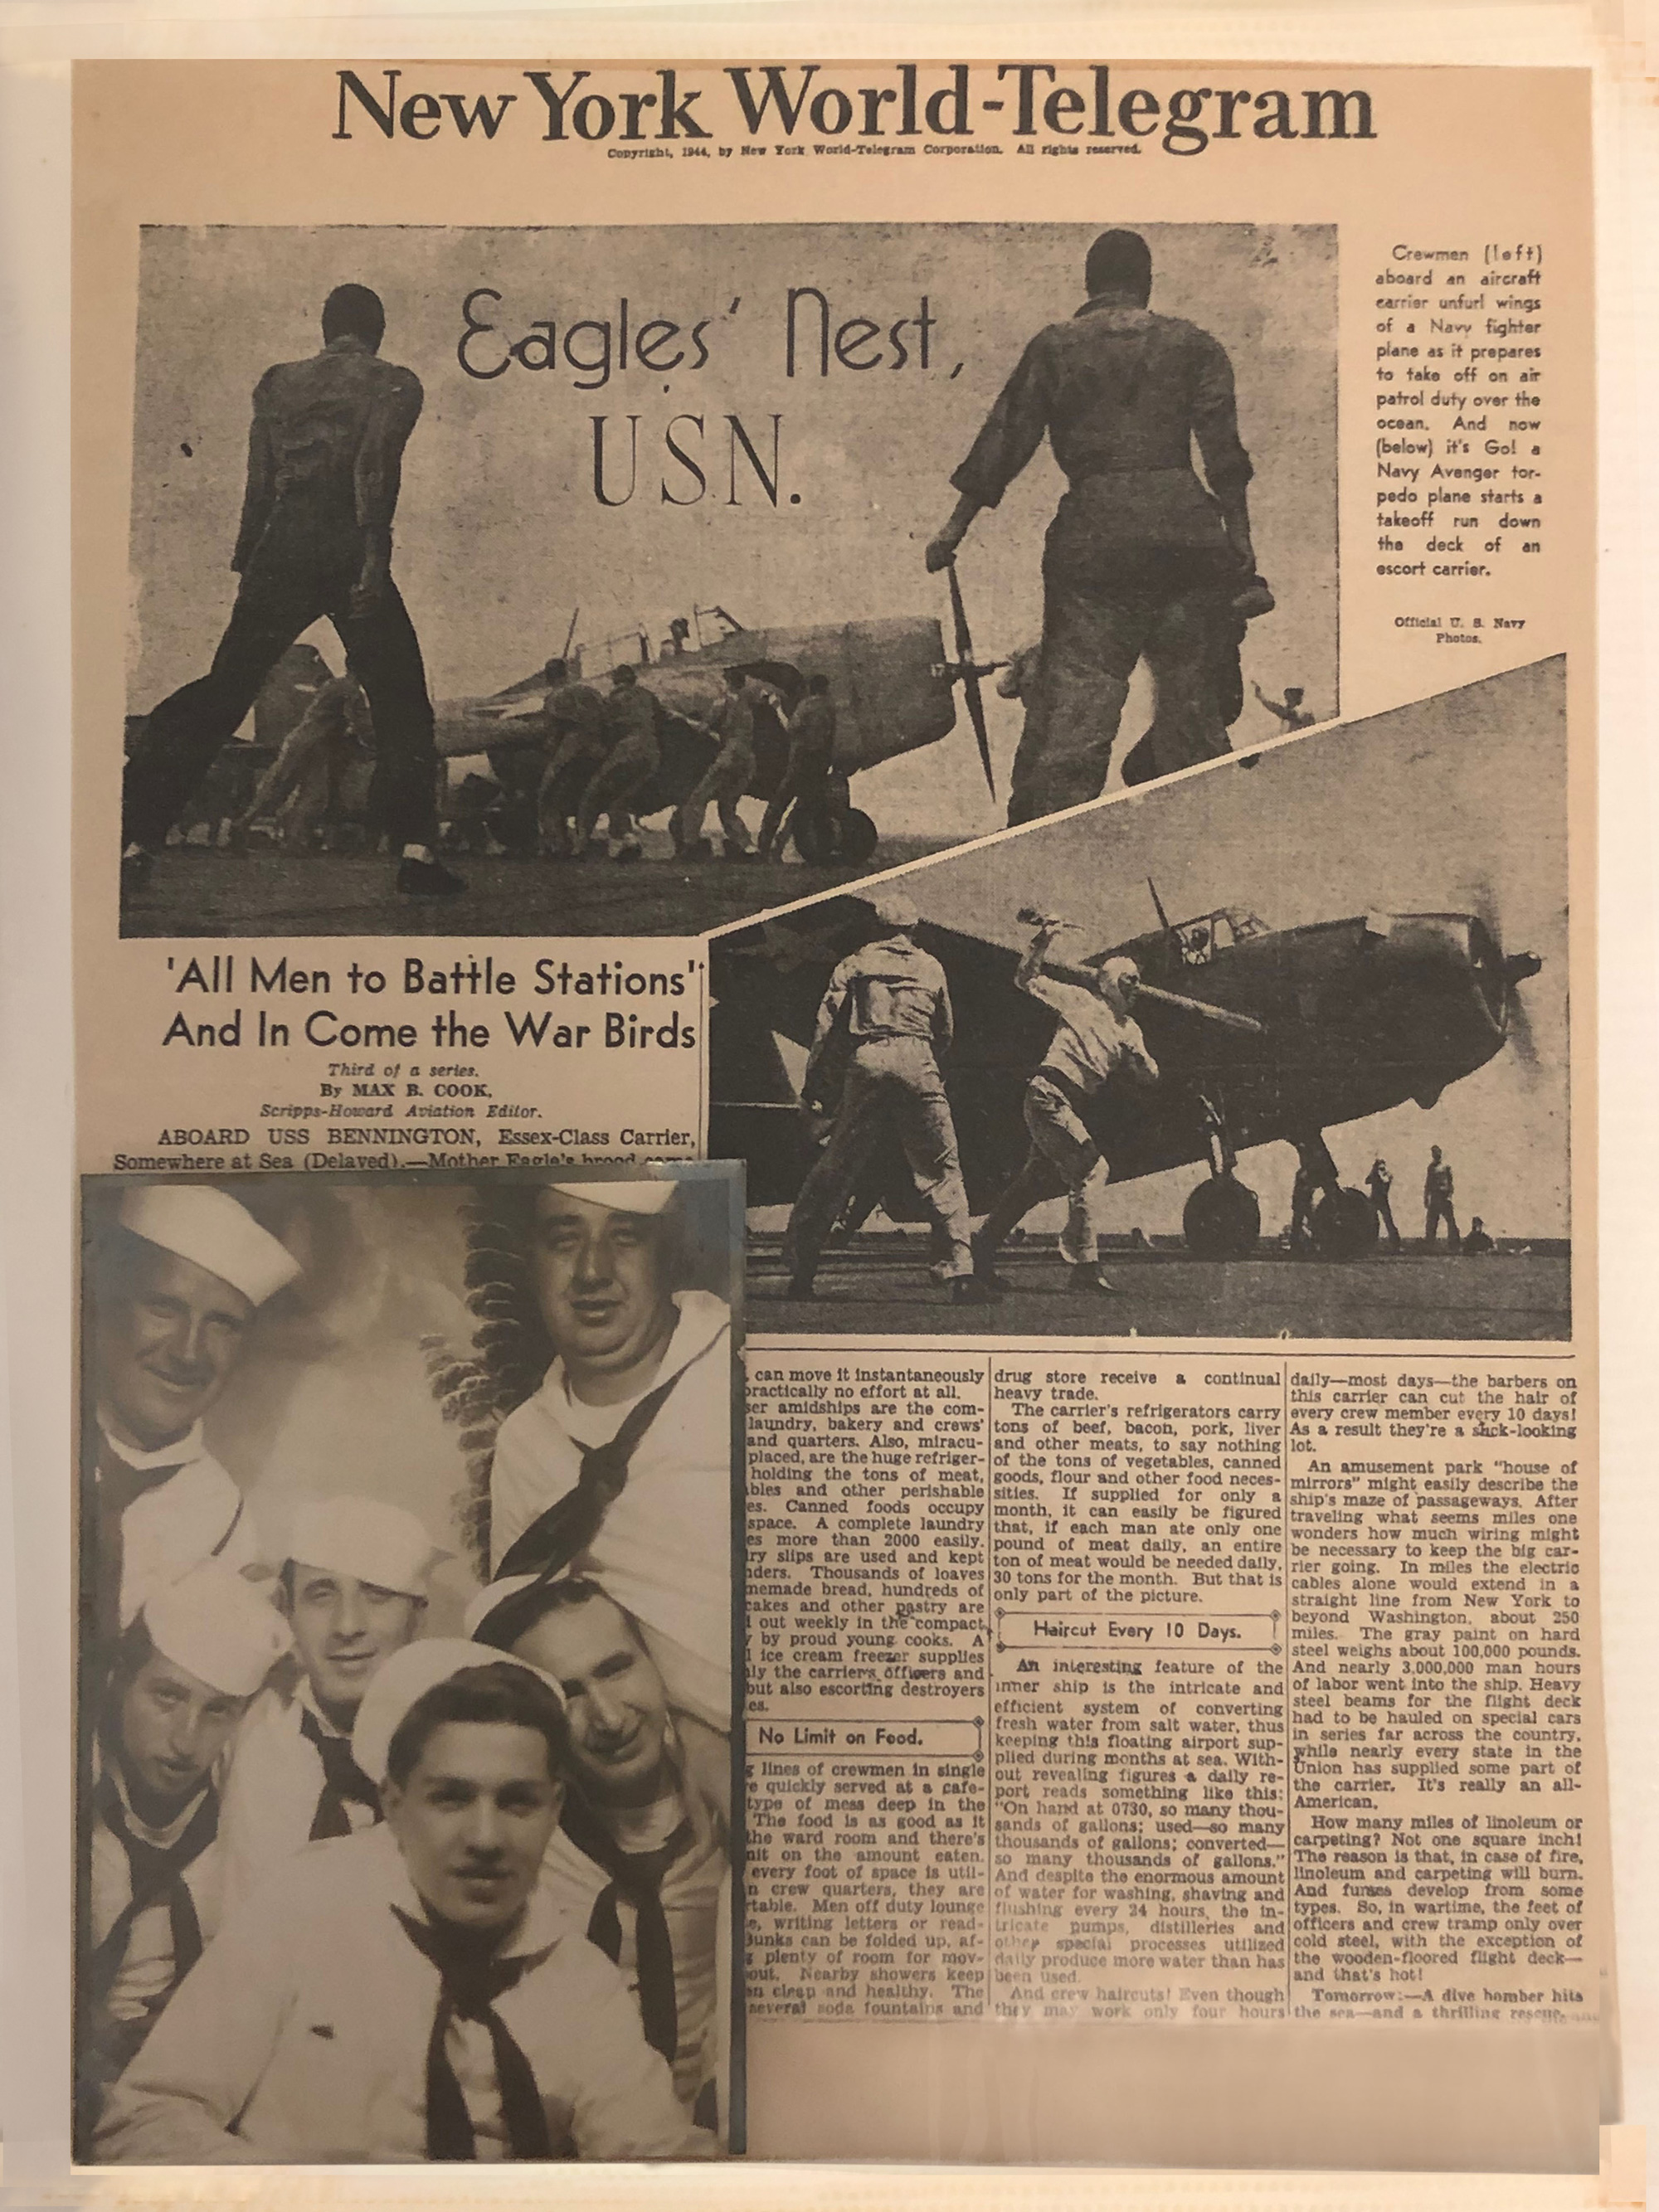 New York World-Telegram
Copyright, 1944, by New York World-Telegram Corporation. All rights reserved.
Eagles' Nest,
USN.
Crewmen (left)
aboard an aircraft
carrier unfurl wings
of a Navy fighter
plane as it prepares
to take off on air
patrol duty over the
ocean. And now
(below) it's Go! a
Navy Avenger tor-
pedo plane starts a
takeoff run down
the deck of an
escort carrier.
Official U. S. Navy
Photos.
'All Men to Battle Stations'
And In Come the War Birds
Third of a series.
By MAX B. COOK,
Scripps-Howard Aviation Editor.
ABOARD USS BENNINGTON, Essex-Class Carrier,
Somewhere at Sea (Delayed).—Mother Eagle's brood come
can move it instantaneously
practically no effort at all.
amidships are the com-
laundry, bakery and crews'
and quarters. Also, miracu-
placed, are the huge refriger-
holding the tons of meat,
and other perishable
Canned foods occupy
space. A complete laundry
more than 2000 easily.
slips are used and kept
Thousands of loaves
bread, hundreds of
cakes and other pastry are
out weekly in the compact
by proud young cooks. A
ice cream freezer supplies
the carriers officers and
but also escorting destroyers
No Limit on Food.
lines of crewmen in single
quickly served at a cafe-
type of mess deep in the
The food is as good as it
the ward room and there's
on the amount eaten.
every foot of space is util-
crew quarters, they are
Men off duty lounge
writing letters or read-
Bunks can be folded up, af-
plenty of room for mov-
Nearby showers keep
clean and healthy. The
several soda fountains and
drug store receive a continual
heavy trade.
The carrier's refrigerators carry
tons of beef, bacon, pork, liver
and other meats, to say nothing
of the tons of vegetables, canned
goods, flour and other food neces-
sities. If supplied for only a
month, it can easily be figured
that, if each man ate only one
pound of meat daily, an entire
ton of meat would be needed daily,
30 tons for the month. But that is
only part of the picture.
Haircut Every 10 Days.
An interesting feature of the
inner ship is the intricate and
efficient system of converting
fresh water from salt water, thus
keeping this floating airport sup-
plied during months at sea. With-
out revealing figures a daily re-
port reads something like this:
"On hand at 0730, so many thou-
sands of gallons; used—so many
thousands of gallons; converted—
so many thousands of gallons."
And despite the enormous amount
of water for washing, shaving and
flushing every 24 hours, the in-
tricate pumps, distilleries and
other special processes utilized
daily produce more water than has
been used.
And crew haircuts! Even though
they may work only four hours
daily—most days—the barbers on
this carrier can cut the hair of
every crew member every 10 days!
As a result they're a slick-looking
lot.
An amusement park "house of
mirrors" might easily describe the
ship's maze of passageways. After
traveling what seems miles one
wonders how much wiring might
be necessary to keep the big car-
rier going. In miles the electric
cables alone would extend in a
straight line from New York to
beyond Washington, about 250
miles. The gray paint on hard
steel weighs about 100,000 pounds.
And nearly 3,000,000 man hours
of labor went into the ship. Heavy
steel beams for the flight deck
had to be hauled on special cars
in series far across the country,
while nearly every state in the
Union has supplied some part of
the carrier. It's really an all-
American.
How many miles of linoleum or
carpeting? Not one square inch!
The reason is that, in case of fire,
linoleum and carpeting will burn.
And fumes develop from some
types. So, in wartime, the feet of
officers and crew tramp only over
cold steel, with the exception of
the wooden-floored flight deck—
and that's hot!
Tomorrow:—A dive bomber hits
the sea—and a thrilling rescue.